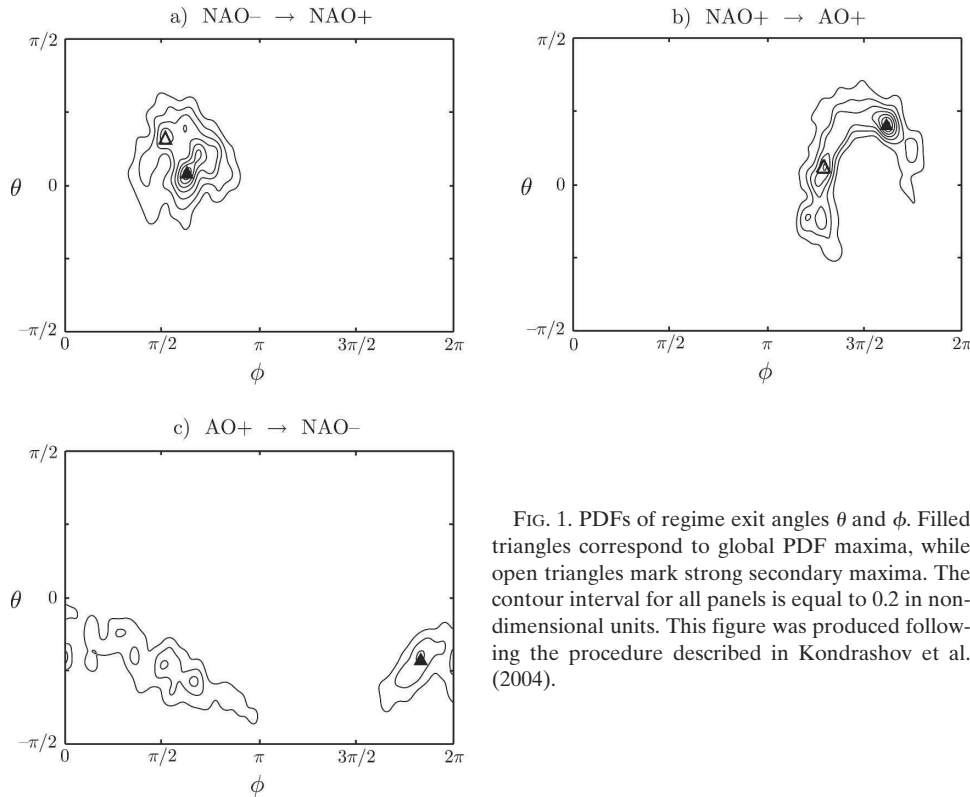 a) NAO– → NAO+
π/2
θ
0
–π/2
0
π/2
π
3π/2
2π
ϕ
b) NAO+ → AO+
π/2
θ
0
–π/2
0
π/2
π
3π/2
2π
ϕ
c) AO+ → NAO–
π/2
θ
0
–π/2
0
π/2
π
3π/2
2π
ϕ
FIG. 1. PDFs of regime exit angles θ and ϕ. Filled
triangles correspond to global PDF maxima, while
open triangles mark strong secondary maxima. The
contour interval for all panels is equal to 0.2 in non-
dimensional units. This figure was produced follow-
ing the procedure described in Kondrashov et al.
(2004).